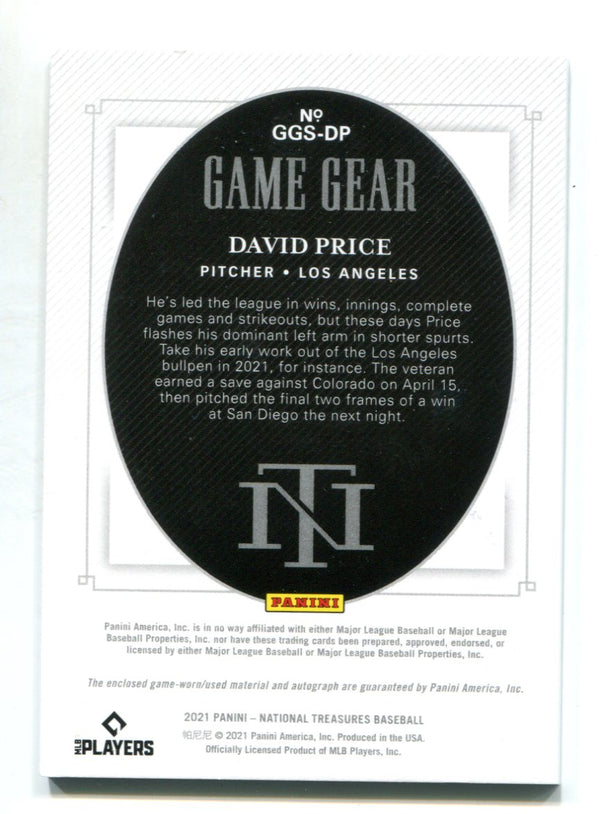 Nº
GGS-DP
GAME GEAR
DAVID PRICE
PITCHER • LOS ANGELES
He's led the league in wins, innings, complete
games and strikeouts, but these days Price
flashes his dominant left arm in shorter spurts.
Take his early work out of the Los Angeles
bullpen in 2021, for instance. The veteran
earned a save against Colorado on April 15,
then pitched the final two frames of a win
at San Diego the next night.
NT
PANINI
Panini America, Inc. is in no way affiliated with either Major League Baseball or Major League
Baseball Properties, Inc. nor have these trading cards been prepared, approved, endorsed, or
licensed by either Major League Baseball or Major League Baseball Properties, Inc.
The enclosed game-worn/used material and autograph are guaranteed by Panini America, Inc.
2021 PANINI – NATIONAL TREASURES BASEBALL
帕尼尼 © 2021 Panini America, Inc. Produced in the USA.
Officially Licensed Product of MLB Players, Inc.
MLB PLAYERS